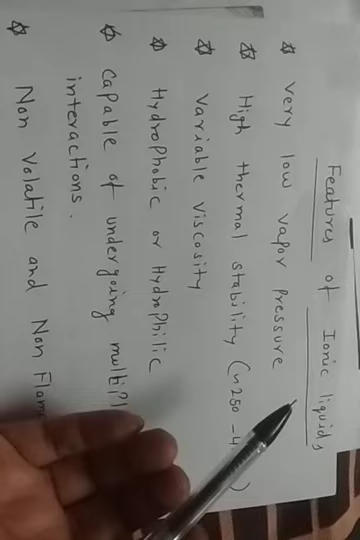 Features of Ionic liquids
Very low vapor pressure
High thermal stability (~250 - 4
Variable viscosity
Hydrophobic or Hydrophilic
Capable of undergoing multipl
interactions.
Non volatile and Non Flam